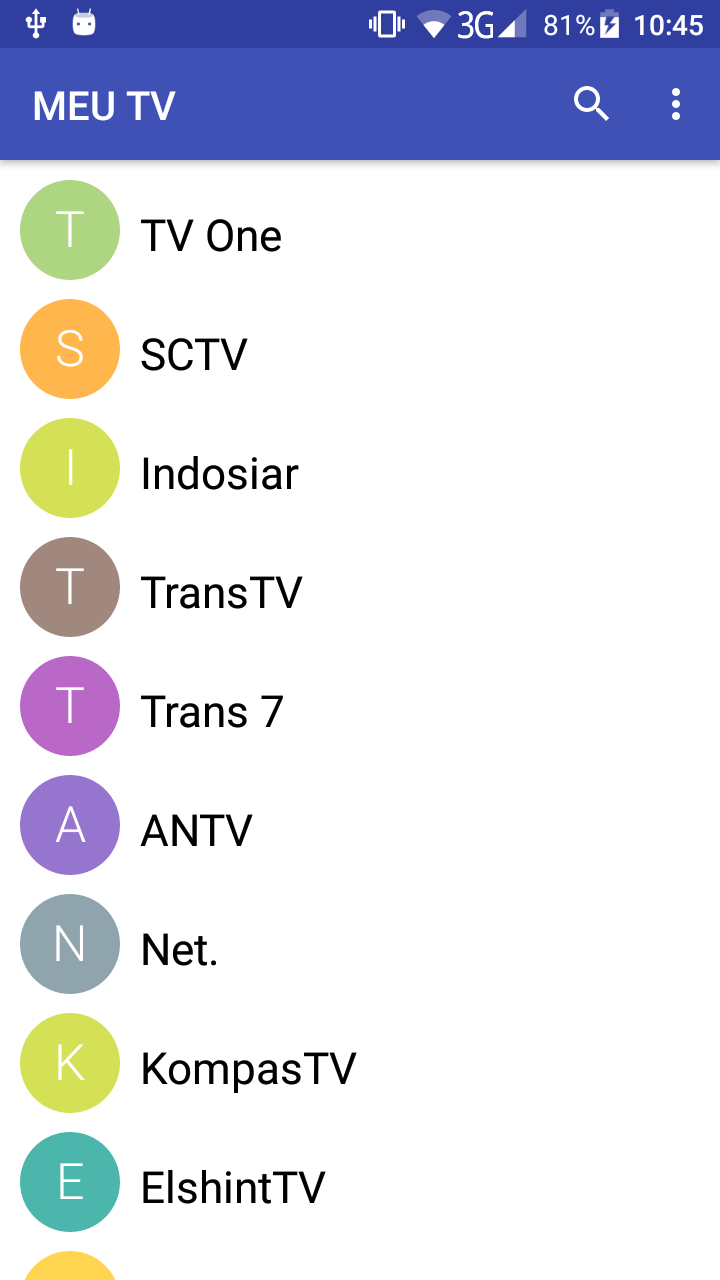 3G 81% 10:45
MEU TV
T TV One
S SCTV
I Indosiar
T TransTV
T Trans 7
A ANTV
N Net.
K KompasTV
E ElshintTV